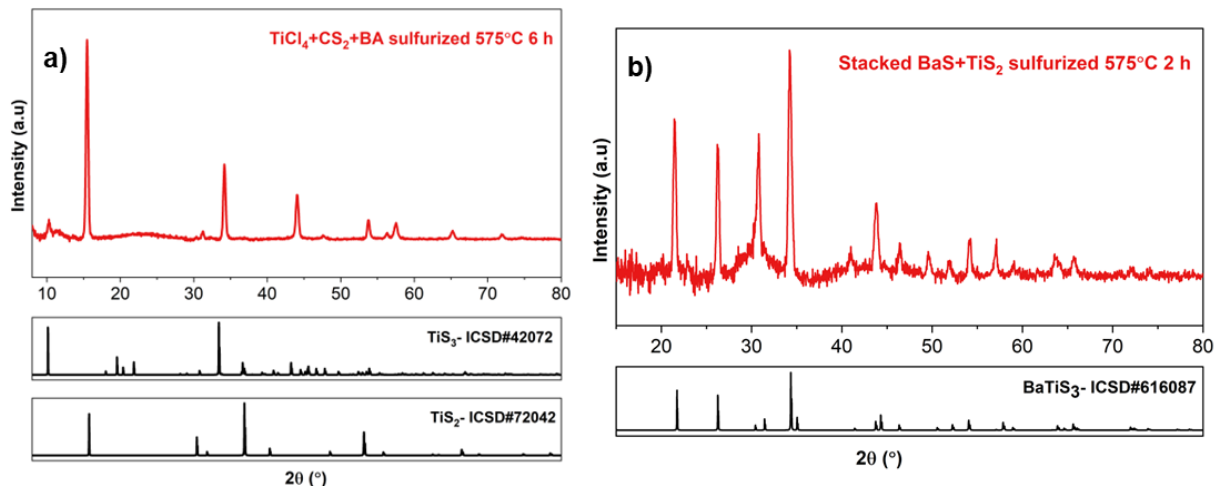 a)
TiCl₄+CS₂+BA sulfurized 575°C 6 h
Intensity (a.u)
10 20 30 40 50 60 70 80
TiS₃- ICSD#42072
TiS₂- ICSD#72042
2θ (°)
b)
Stacked BaS+TiS₂ sulfurized 575°C 2 h
Intensity (a.u)
20 30 40 50 60 70 80
BaTiS₃- ICSD#616087
2θ (°)